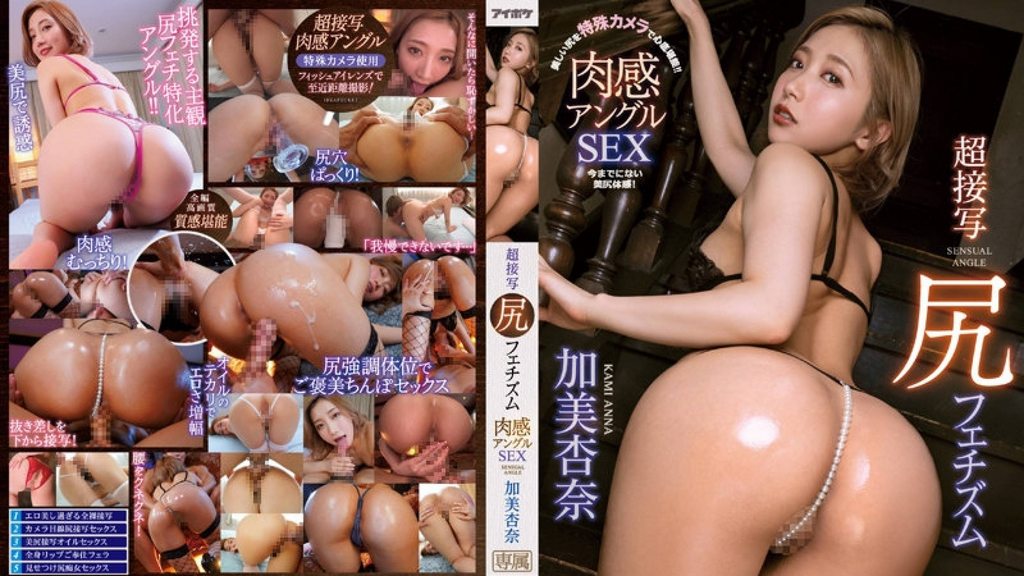 挑発する主観
尻フェチ特化
アングル!!
美尻で誘惑
超接写
肉感アングル
特殊カメラ使用
フィッシュアイレンズで
至近距離撮影!
IDEAPOCKET
そんなに開いたら恥ずかしい…
尻穴
ぱっくり!
全編
高画質
質感堪能
肉感
むっちり!
「我慢できないです…」
オイルの
テカリで
エロさ増幅
尻強調体位で
ご褒美ちんぽセックス
抜き差しを
下から接写!
腰をクネクネ…
1 エロ美し過ぎる全裸接写
2 カメラ目線尻接写セックス
3 美尻接写オイルセックス
4 全身リップご奉仕フェラ
5 見せつけ尻痴女セックス
アイポケ
超接写
尻
フェチズム
肉感
アングル
SEX
SENSUAL
ANGLE
加美杏奈
専属
美しい尻を特殊カメラで心底堪能!!
肉感
アングル
SEX
今までにない
美尻体感!
超接写
SENSUAL
ANGLE
尻
フェチズム
KAMI ANNA
加美杏奈